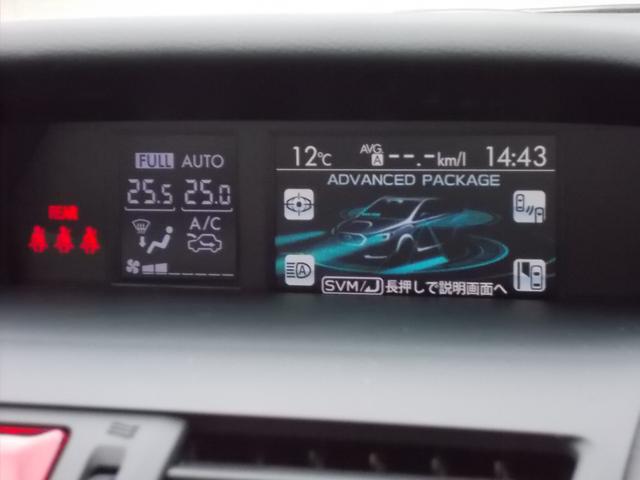 FULL AUTO
25.5 25.0
A/C
REAR
12℃ AVG. A --.-km/l 14:43
ADVANCED PACKAGE
A
SVM/ 長押しで説明画面へ